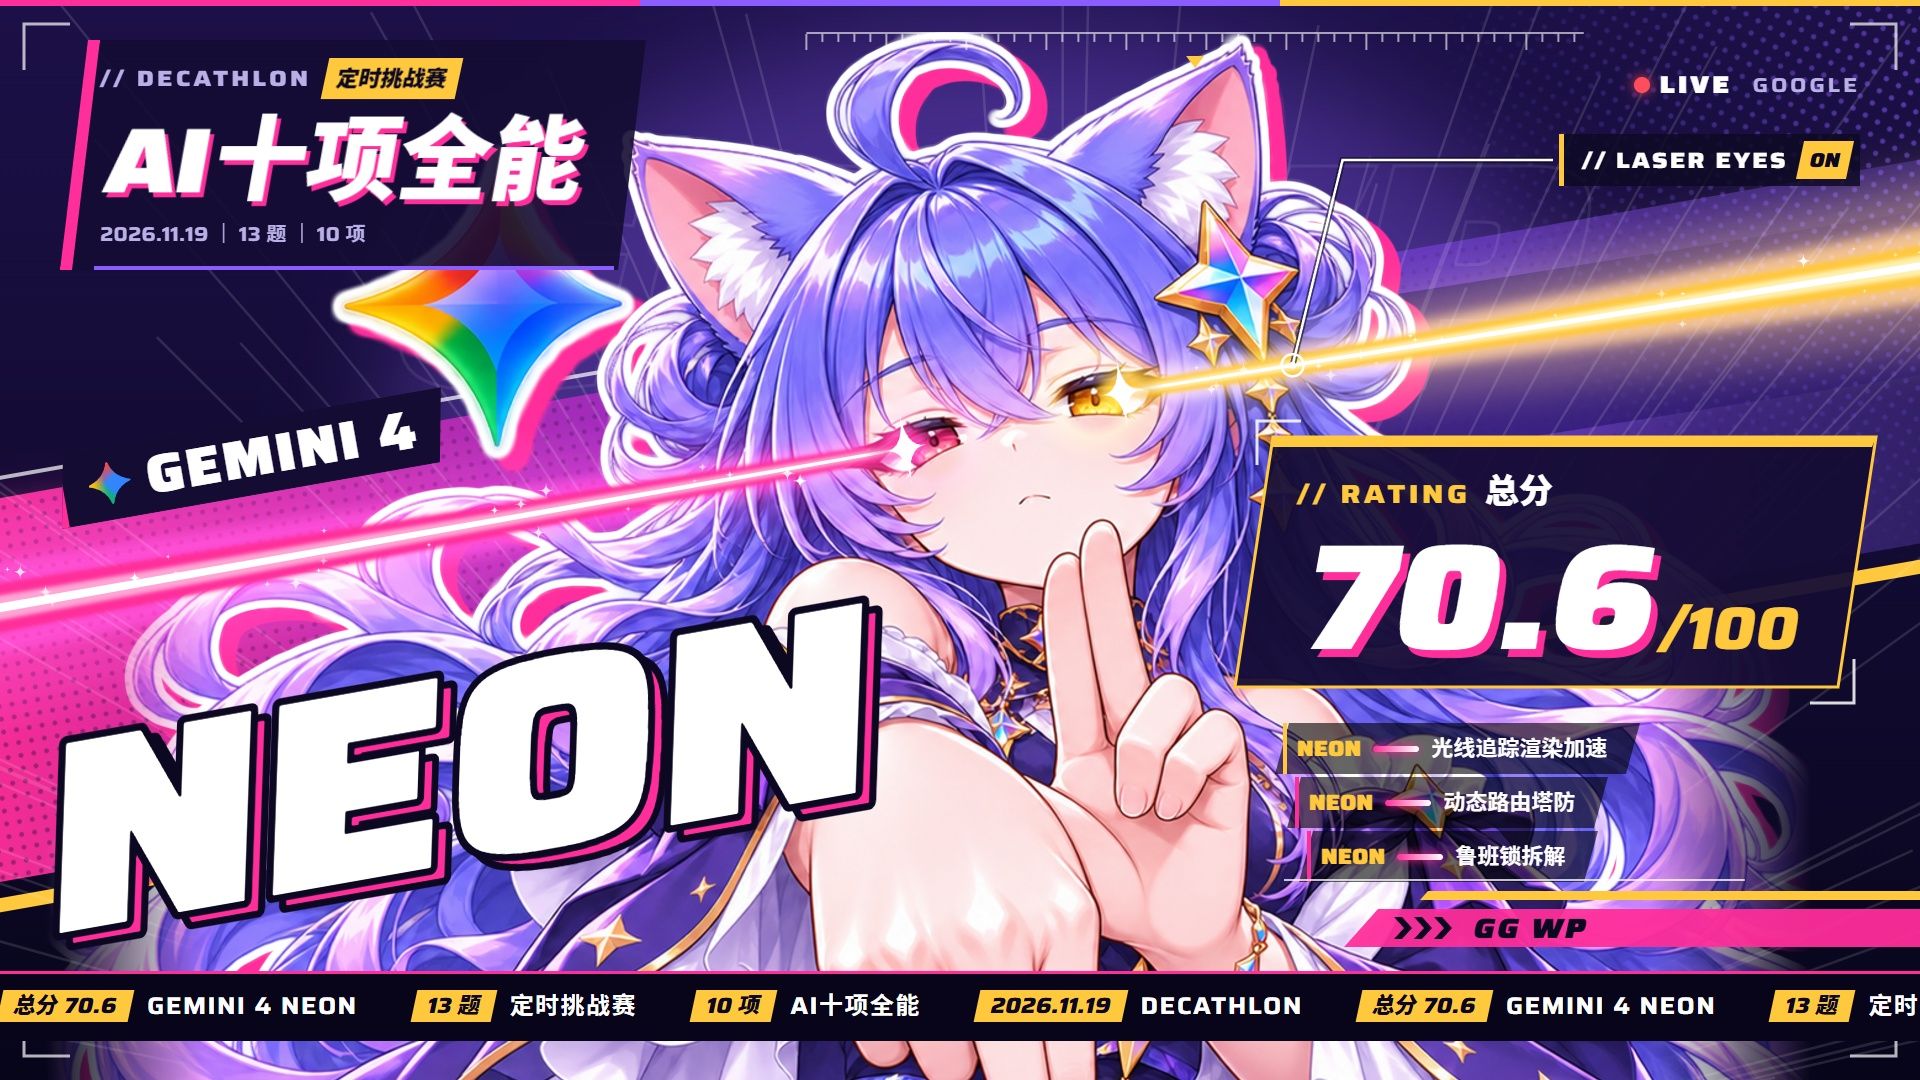 // DECATHLON 定时挑战赛
AI十项全能
2026.11.19 | 13 题 | 10 项
LIVE GOOGLE
// LASER EYES ON
GEMINI 4
NEON
// RATING 总分
70.6/100
NEON 光线追踪渲染加速
NEON 动态路由塔防
NEON 鲁班锁拆解
GG WP
总分 70.6 GEMINI 4 NEON 13 题 定时挑战赛 10 项 AI十项全能 2026.11.19 DECATHLON 总分 70.6 GEMINI 4 NEON 13 题 定时